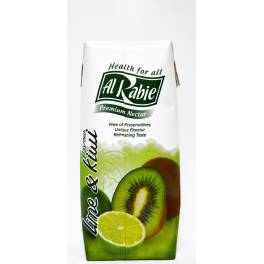 Health for all
Al Rabie
Premium Nectar
Free of Preservatives
Unique Flavour
Refreshing Taste
Lime & Kiwi